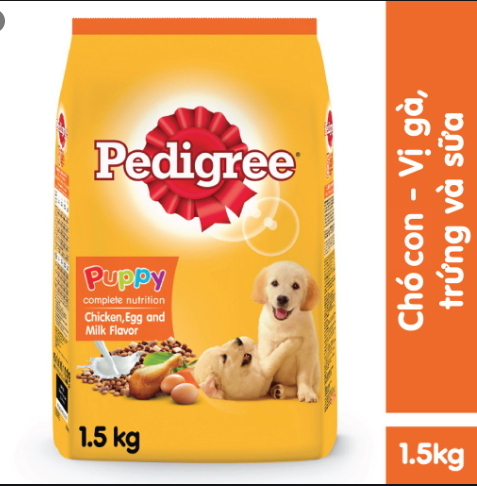 Pedigree®
Puppy
complete nutrition
Chicken, Egg and
Milk Flavor
1.5 kg
Chó con - Vị gà,
trứng và sữa
1.5kg